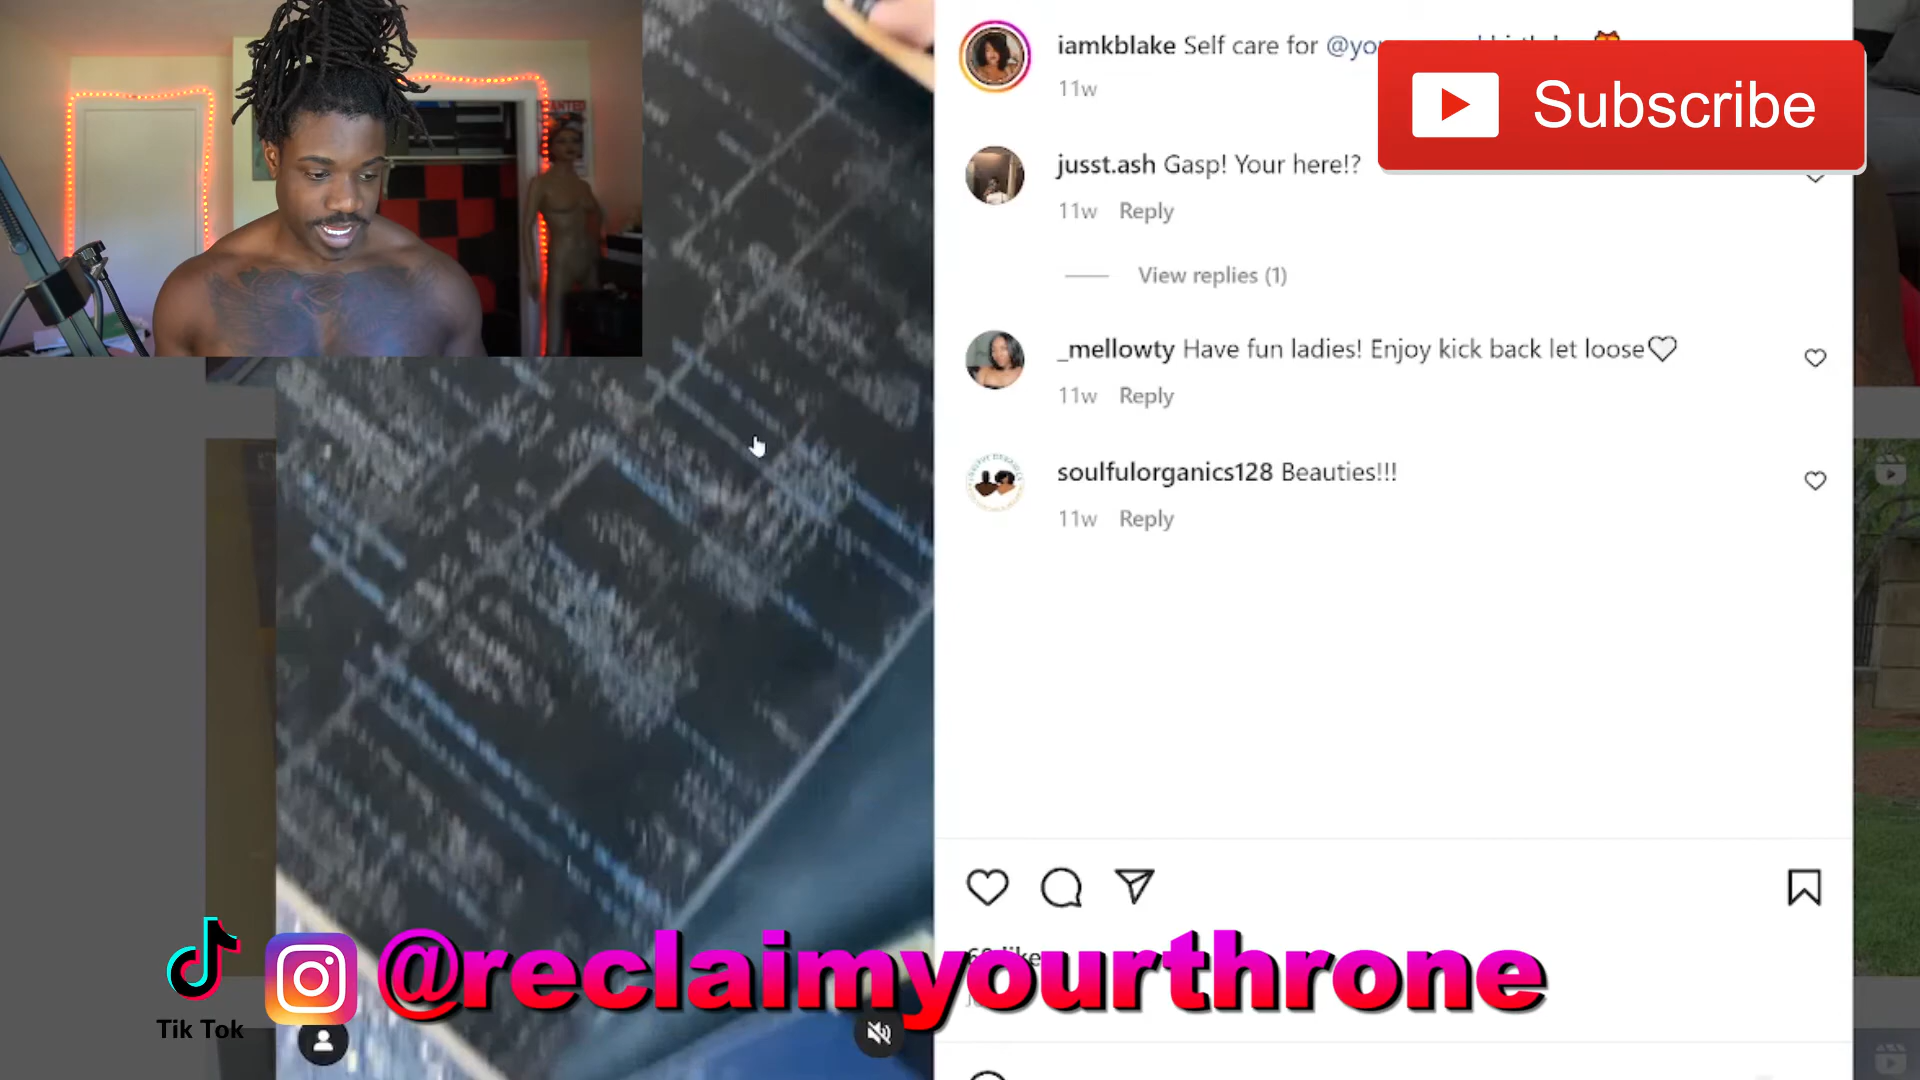 iamkblake Self care for
11w
Subscribe
jusst.ash Gasp! Your here!?
11w Reply
View replies (1)
_mellowty Have fun ladies! Enjoy kick back let loose♡
11w Reply
soulfulorganics128 Beauties!!!
11w Reply
@reclaimyourthrone
Tik Tok